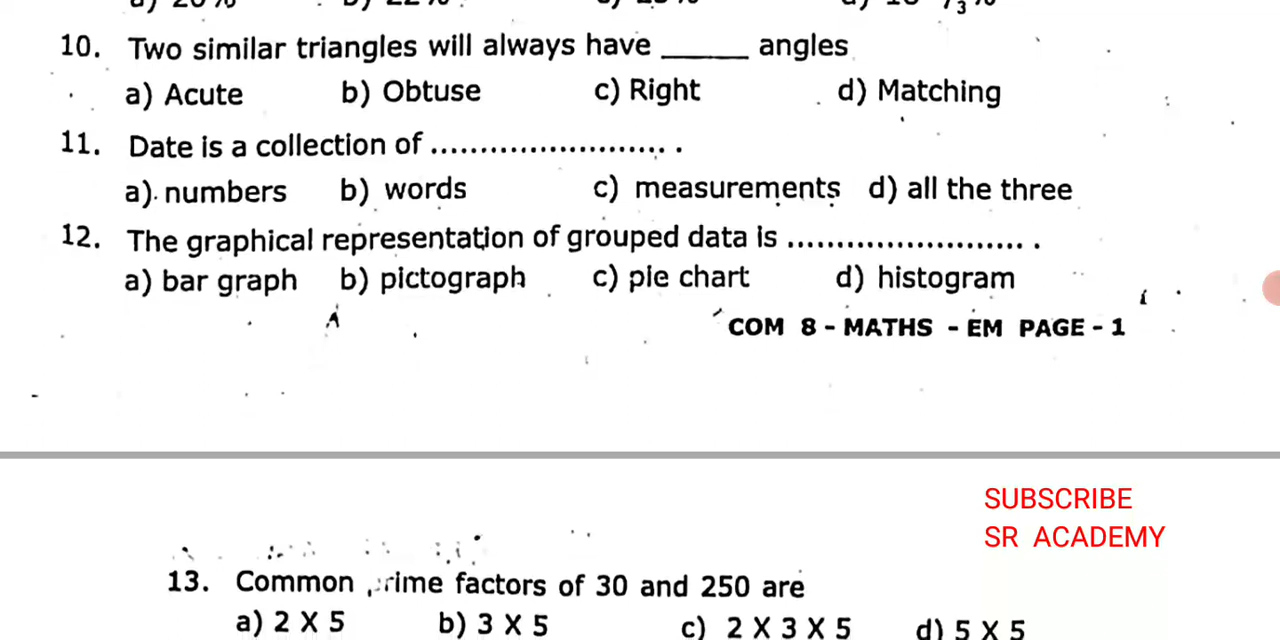 10. Two similar triangles will always have ______ angles
a) Acute b) Obtuse c) Right d) Matching
11. Date is a collection of ........................ .
a). numbers b) words c) measurements d) all the three
12. The graphical representation of grouped data is ........................ .
a) bar graph b) pictograph c) pie chart d) histogram
COM 8 - MATHS - EM PAGE - 1
SUBSCRIBE
SR ACADEMY
13. Common factors of 30 and 250 are
a) 2 X 5 b) 3 X 5 c) 2 X 3 X 5 d) 5 X 5